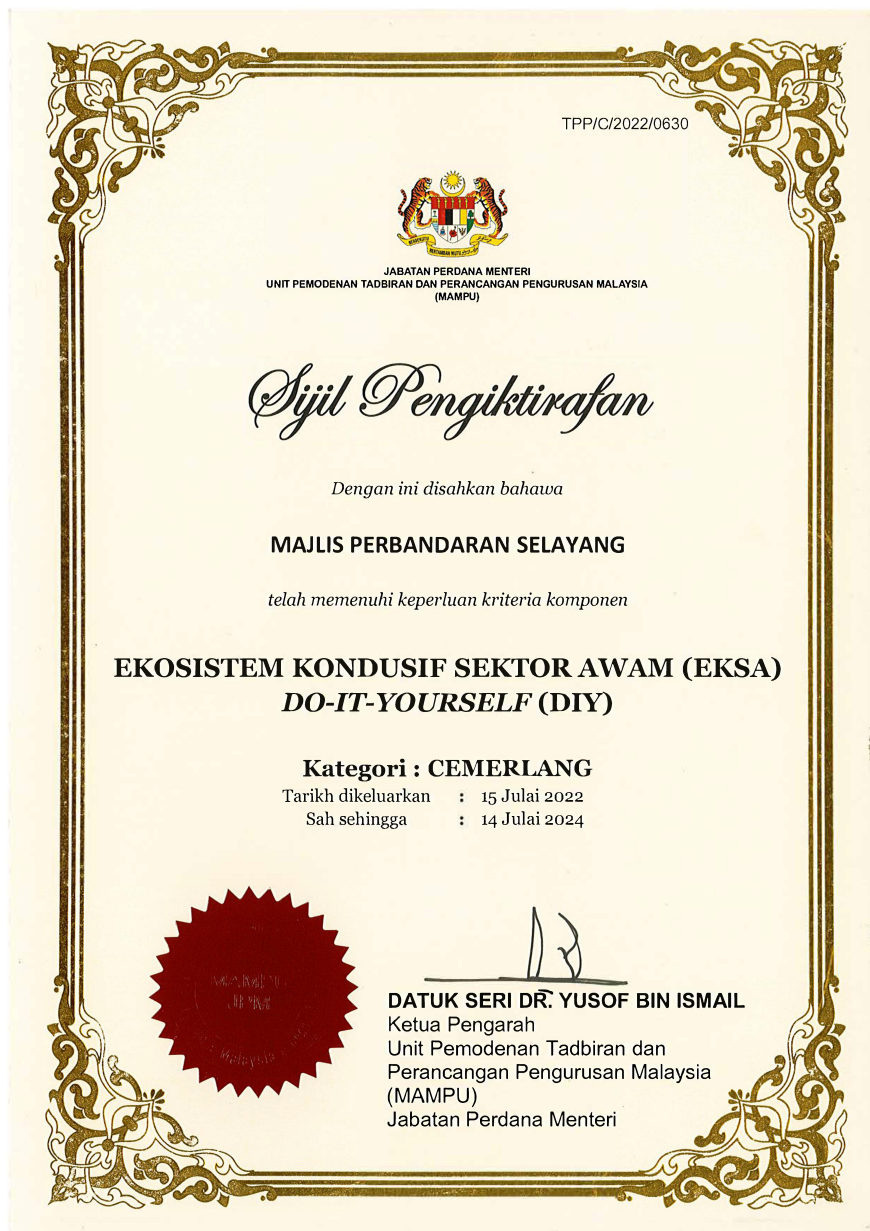 TPP/C/2022/0630
JABATAN PERDANA MENTERI
UNIT PEMODENAN TADBIRAN DAN PERANCANGAN PENGURUSAN MALAYSIA
(MAMPU)
Sijil Pengiktirafan
Dengan ini disahkan bahawa
MAJLIS PERBANDARAN SELAYANG
telah memenuhi keperluan kriteria komponen
EKOSISTEM KONDUSIF SEKTOR AWAM (EKSA)
DO-IT-YOURSELF (DIY)
Kategori : CEMERLANG
Tarikh dikeluarkan : 15 Julai 2022
Sah sehingga : 14 Julai 2024
MAMPU
JPM
Malaysia
DATUK SERI DR. YUSOF BIN ISMAIL
Ketua Pengarah
Unit Pemodenan Tadbiran dan
Perancangan Pengurusan Malaysia
(MAMPU)
Jabatan Perdana Menteri